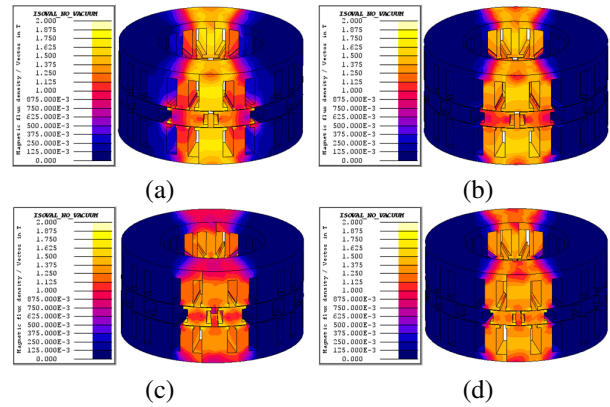 ISOVAL_NO_VACUUM
Magnetic flux density / Vector in T
2.000
1.875
1.750
1.625
1.500
1.375
1.250
1.125
1.000
875.000E-3
750.000E-3
625.000E-3
500.000E-3
375.000E-3
250.000E-3
125.000E-3
0.000
(a)
ISOVAL_NO_VACUUM
Magnetic flux density / Vector in T
2.000
1.875
1.750
1.625
1.500
1.375
1.250
1.125
1.000
875.000E-3
750.000E-3
625.000E-3
500.000E-3
375.000E-3
250.000E-3
125.000E-3
0.000
(b)
ISOVAL_NO_VACUUM
Magnetic flux density / Vector in T
2.000
1.875
1.750
1.625
1.500
1.375
1.250
1.125
1.000
875.000E-3
750.000E-3
625.000E-3
500.000E-3
375.000E-3
250.000E-3
125.000E-3
0.000
(c)
ISOVAL_NO_VACUUM
Magnetic flux density / Vector in T
2.000
1.875
1.750
1.625
1.500
1.375
1.250
1.125
1.000
875.000E-3
750.000E-3
625.000E-3
500.000E-3
375.000E-3
250.000E-3
125.000E-3
0.000
(d)